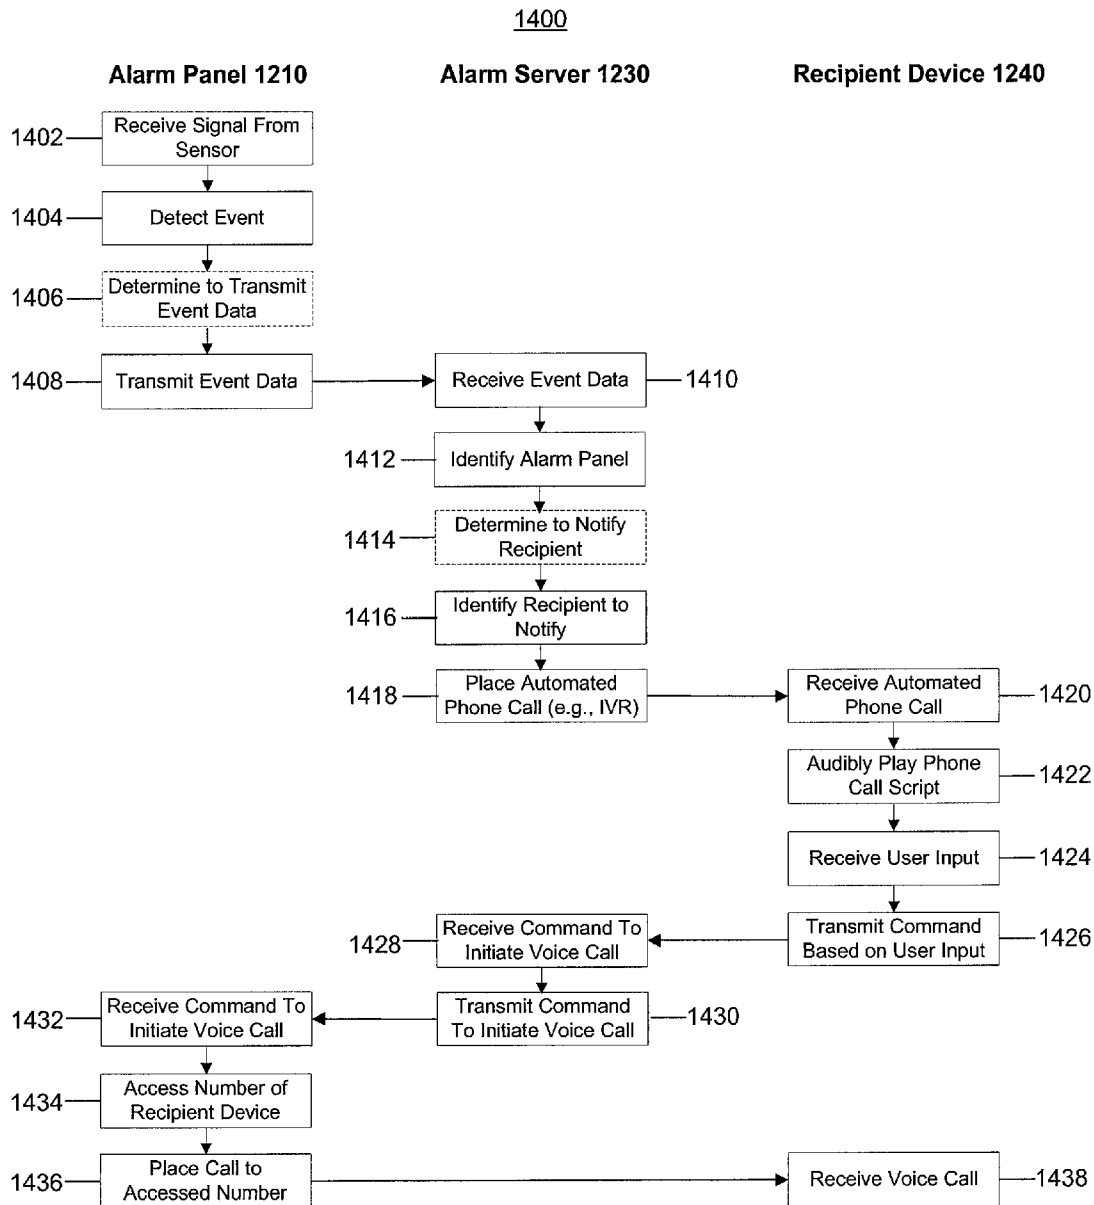 1400
Alarm Panel 1210
Alarm Server 1230
Recipient Device 1240
1402
Receive Signal From
Sensor
1404
Detect Event
1406
Determine to Transmit
Event Data
1408
Transmit Event Data
Receive Event Data
1410
1412
Identify Alarm Panel
1414
Determine to Notify
Recipient
1416
Identify Recipient to
Notify
1418
Place Automated
Phone Call (e.g., IVR)
Receive Automated
Phone Call
1420
Audibly Play Phone
Call Script
1422
Receive User Input
1424
Transmit Command
Based on User Input
1426
1428
Receive Command To
Initiate Voice Call
Transmit Command
To Initiate Voice Call
1430
1432
Receive Command To
Initiate Voice Call
1434
Access Number of
Recipient Device
1436
Place Call to
Accessed Number
Receive Voice Call
1438